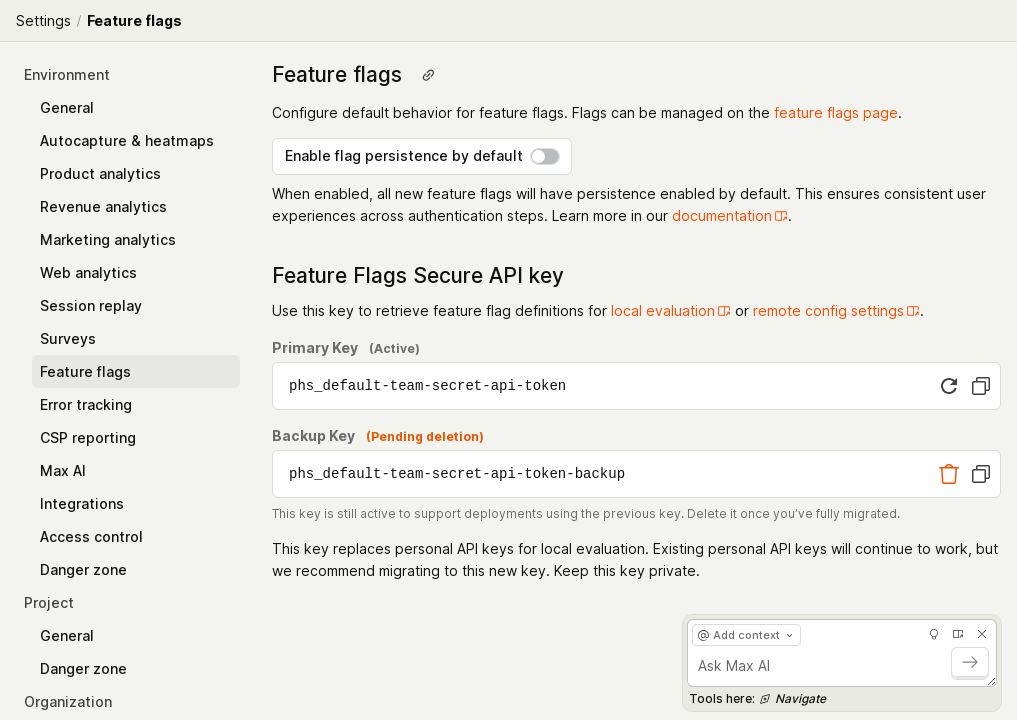 Settings / Feature flags
Environment
General
Autocapture & heatmaps
Product analytics
Revenue analytics
Marketing analytics
Web analytics
Session replay
Surveys
Feature flags
Error tracking
CSP reporting
Max AI
Integrations
Access control
Danger zone
Project
General
Danger zone
Organization
Feature flags
Configure default behavior for feature flags. Flags can be managed on the feature flags page.
Enable flag persistence by default
When enabled, all new feature flags will have persistence enabled by default. This ensures consistent user
experiences across authentication steps. Learn more in our documentation.
Feature Flags Secure API key
Use this key to retrieve feature flag definitions for local evaluation or remote config settings.
Primary Key (Active)
phs_default-team-secret-api-token
Backup Key (Pending deletion)
phs_default-team-secret-api-token-backup
This key is still active to support deployments using the previous key. Delete it once you’ve fully migrated.
This key replaces personal API keys for local evaluation. Existing personal API keys will continue to work, but
we recommend migrating to this new key. Keep this key private.
@ Add context
Ask Max AI
Tools here: Navigate